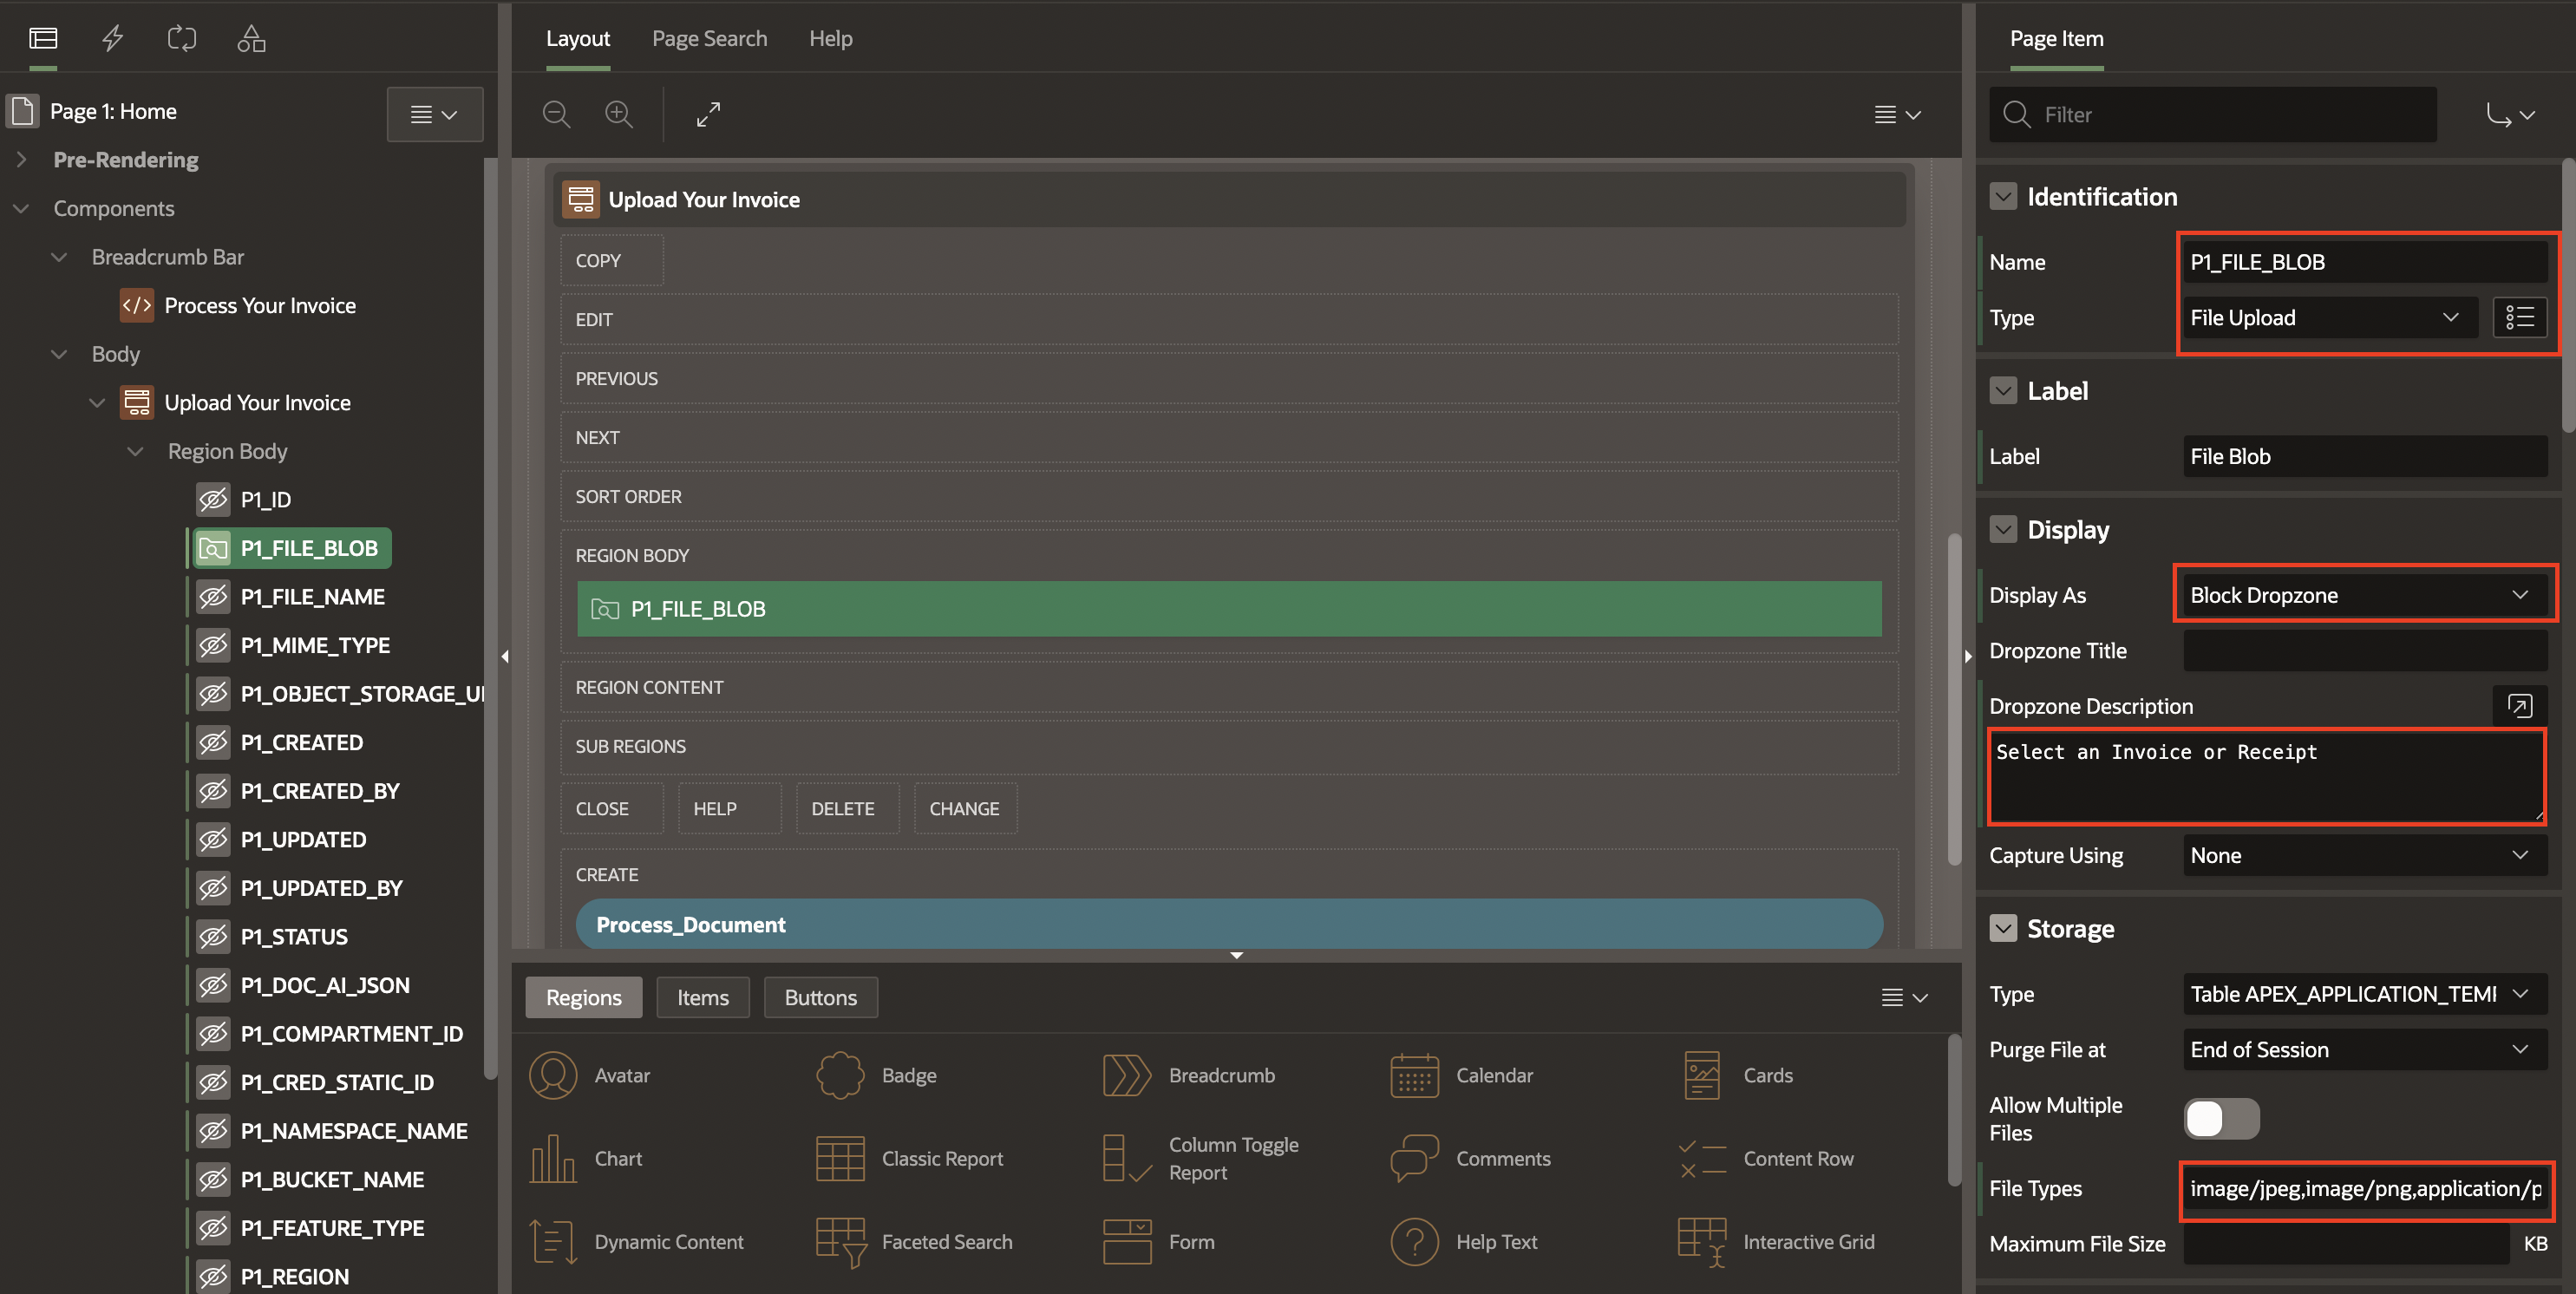 Page 1: Home
Pre-Rendering
Components
Breadcrumb Bar
Process Your Invoice
Body
Upload Your Invoice
Region Body
P1_ID
P1_FILE_BLOB
P1_FILE_NAME
P1_MIME_TYPE
P1_OBJECT_STORAGE_U
P1_CREATED
P1_CREATED_BY
P1_UPDATED
P1_UPDATED_BY
P1_STATUS
P1_DOC_AI_JSON
P1_COMPARTMENT_ID
P1_CRED_STATIC_ID
P1_NAMESPACE_NAME
P1_BUCKET_NAME
P1_FEATURE_TYPE
P1_REGION
Layout Page Search Help
Upload Your Invoice
COPY
EDIT
PREVIOUS
NEXT
SORT ORDER
REGION BODY
P1_FILE_BLOB
REGION CONTENT
SUB REGIONS
CLOSE HELP DELETE CHANGE
CREATE
Process_Document
Regions Items Buttons
Avatar Badge Breadcrumb Calendar Cards
Chart Classic Report Column Toggle Report Comments Content Row
Dynamic Content Faceted Search Form Help Text Interactive Grid
Page Item
Filter
Identification
Name P1_FILE_BLOB
Type File Upload
Label
Label File Blob
Display
Display As Block Dropzone
Dropzone Title
Dropzone Description
Select an Invoice or Receipt
Capture Using None
Storage
Type Table APEX_APPLICATION_TEM
Purge File at End of Session
Allow Multiple
Files
File Types image/jpeg,image/png,application/p
Maximum File Size KB